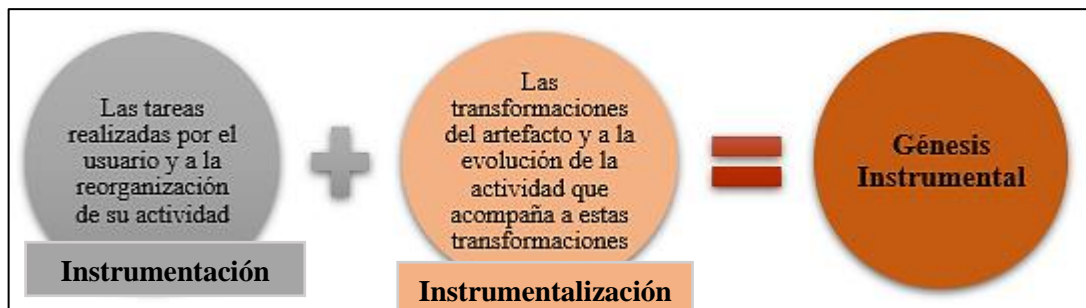 Las tareas
realizadas por el
usuario y a la
reorganización
de su actividad
Instrumentación
Las
transformaciones
del artefacto y a la
evolución de la
actividad que
acompaña a estas
transformaciones
Instrumentalización
Génesis
Instrumental